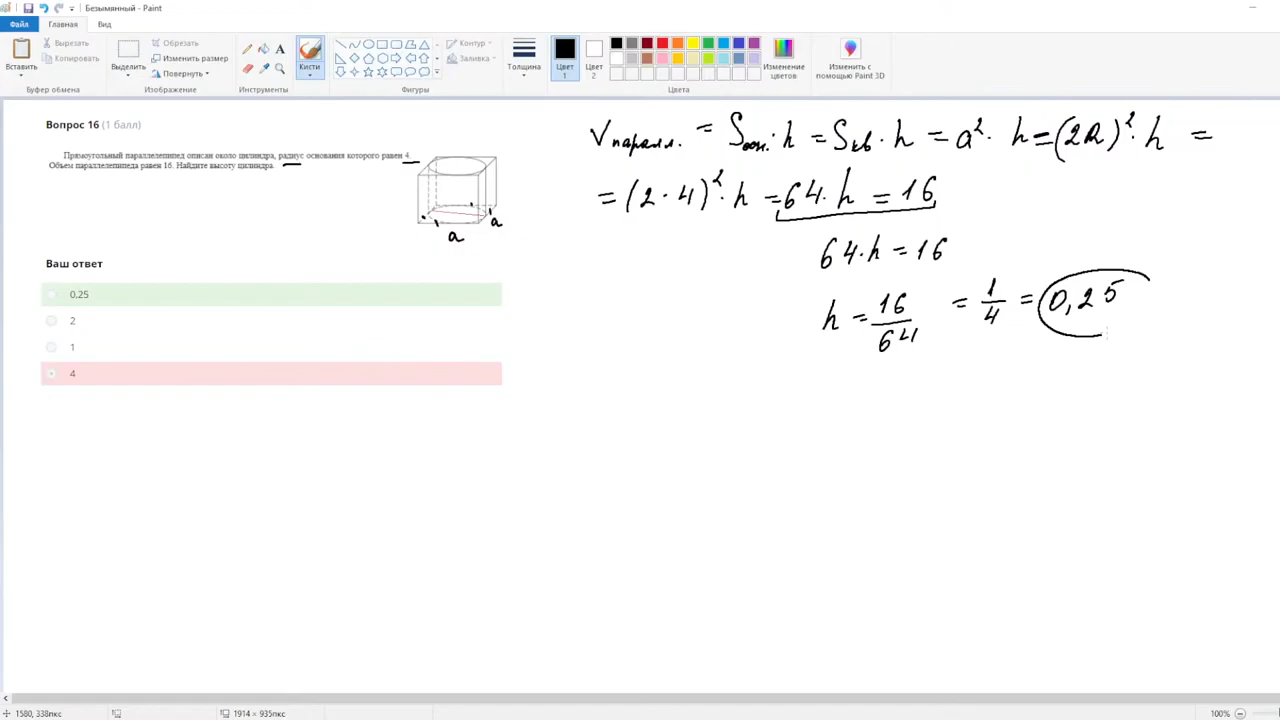 Безымянный - Paint
Файл Главная Вид
Вставить
Вырезать
Копировать
Буфер обмена
Выделить
Обрезать
Изменить размер
Повернуть
Изображение
Инструменты
Кисти
Контур
Заливка
Фигуры
Толщина
Цвет 1
Цвет 2
Цвета
Изменение цветов
Изменить с помощью Paint 3D
Вопрос 16 (1 балл)
Прямоугольный параллелепипед описан около цилиндра, радиус основания которого равен 4.
Объем параллелепипеда равен 16. Найдите высоту цилиндра.
a
a
Ваш ответ
0,25
2
1
4
Vпаралл. = Sосн.·h = Sкв·h = a²·h = (2R)²·h =
= (2·4)²·h = 64·h = 16
64·h = 16
h = 16/64 = 1/4 = 0,25
1580, 338пкс
1914 × 935пкс
100%